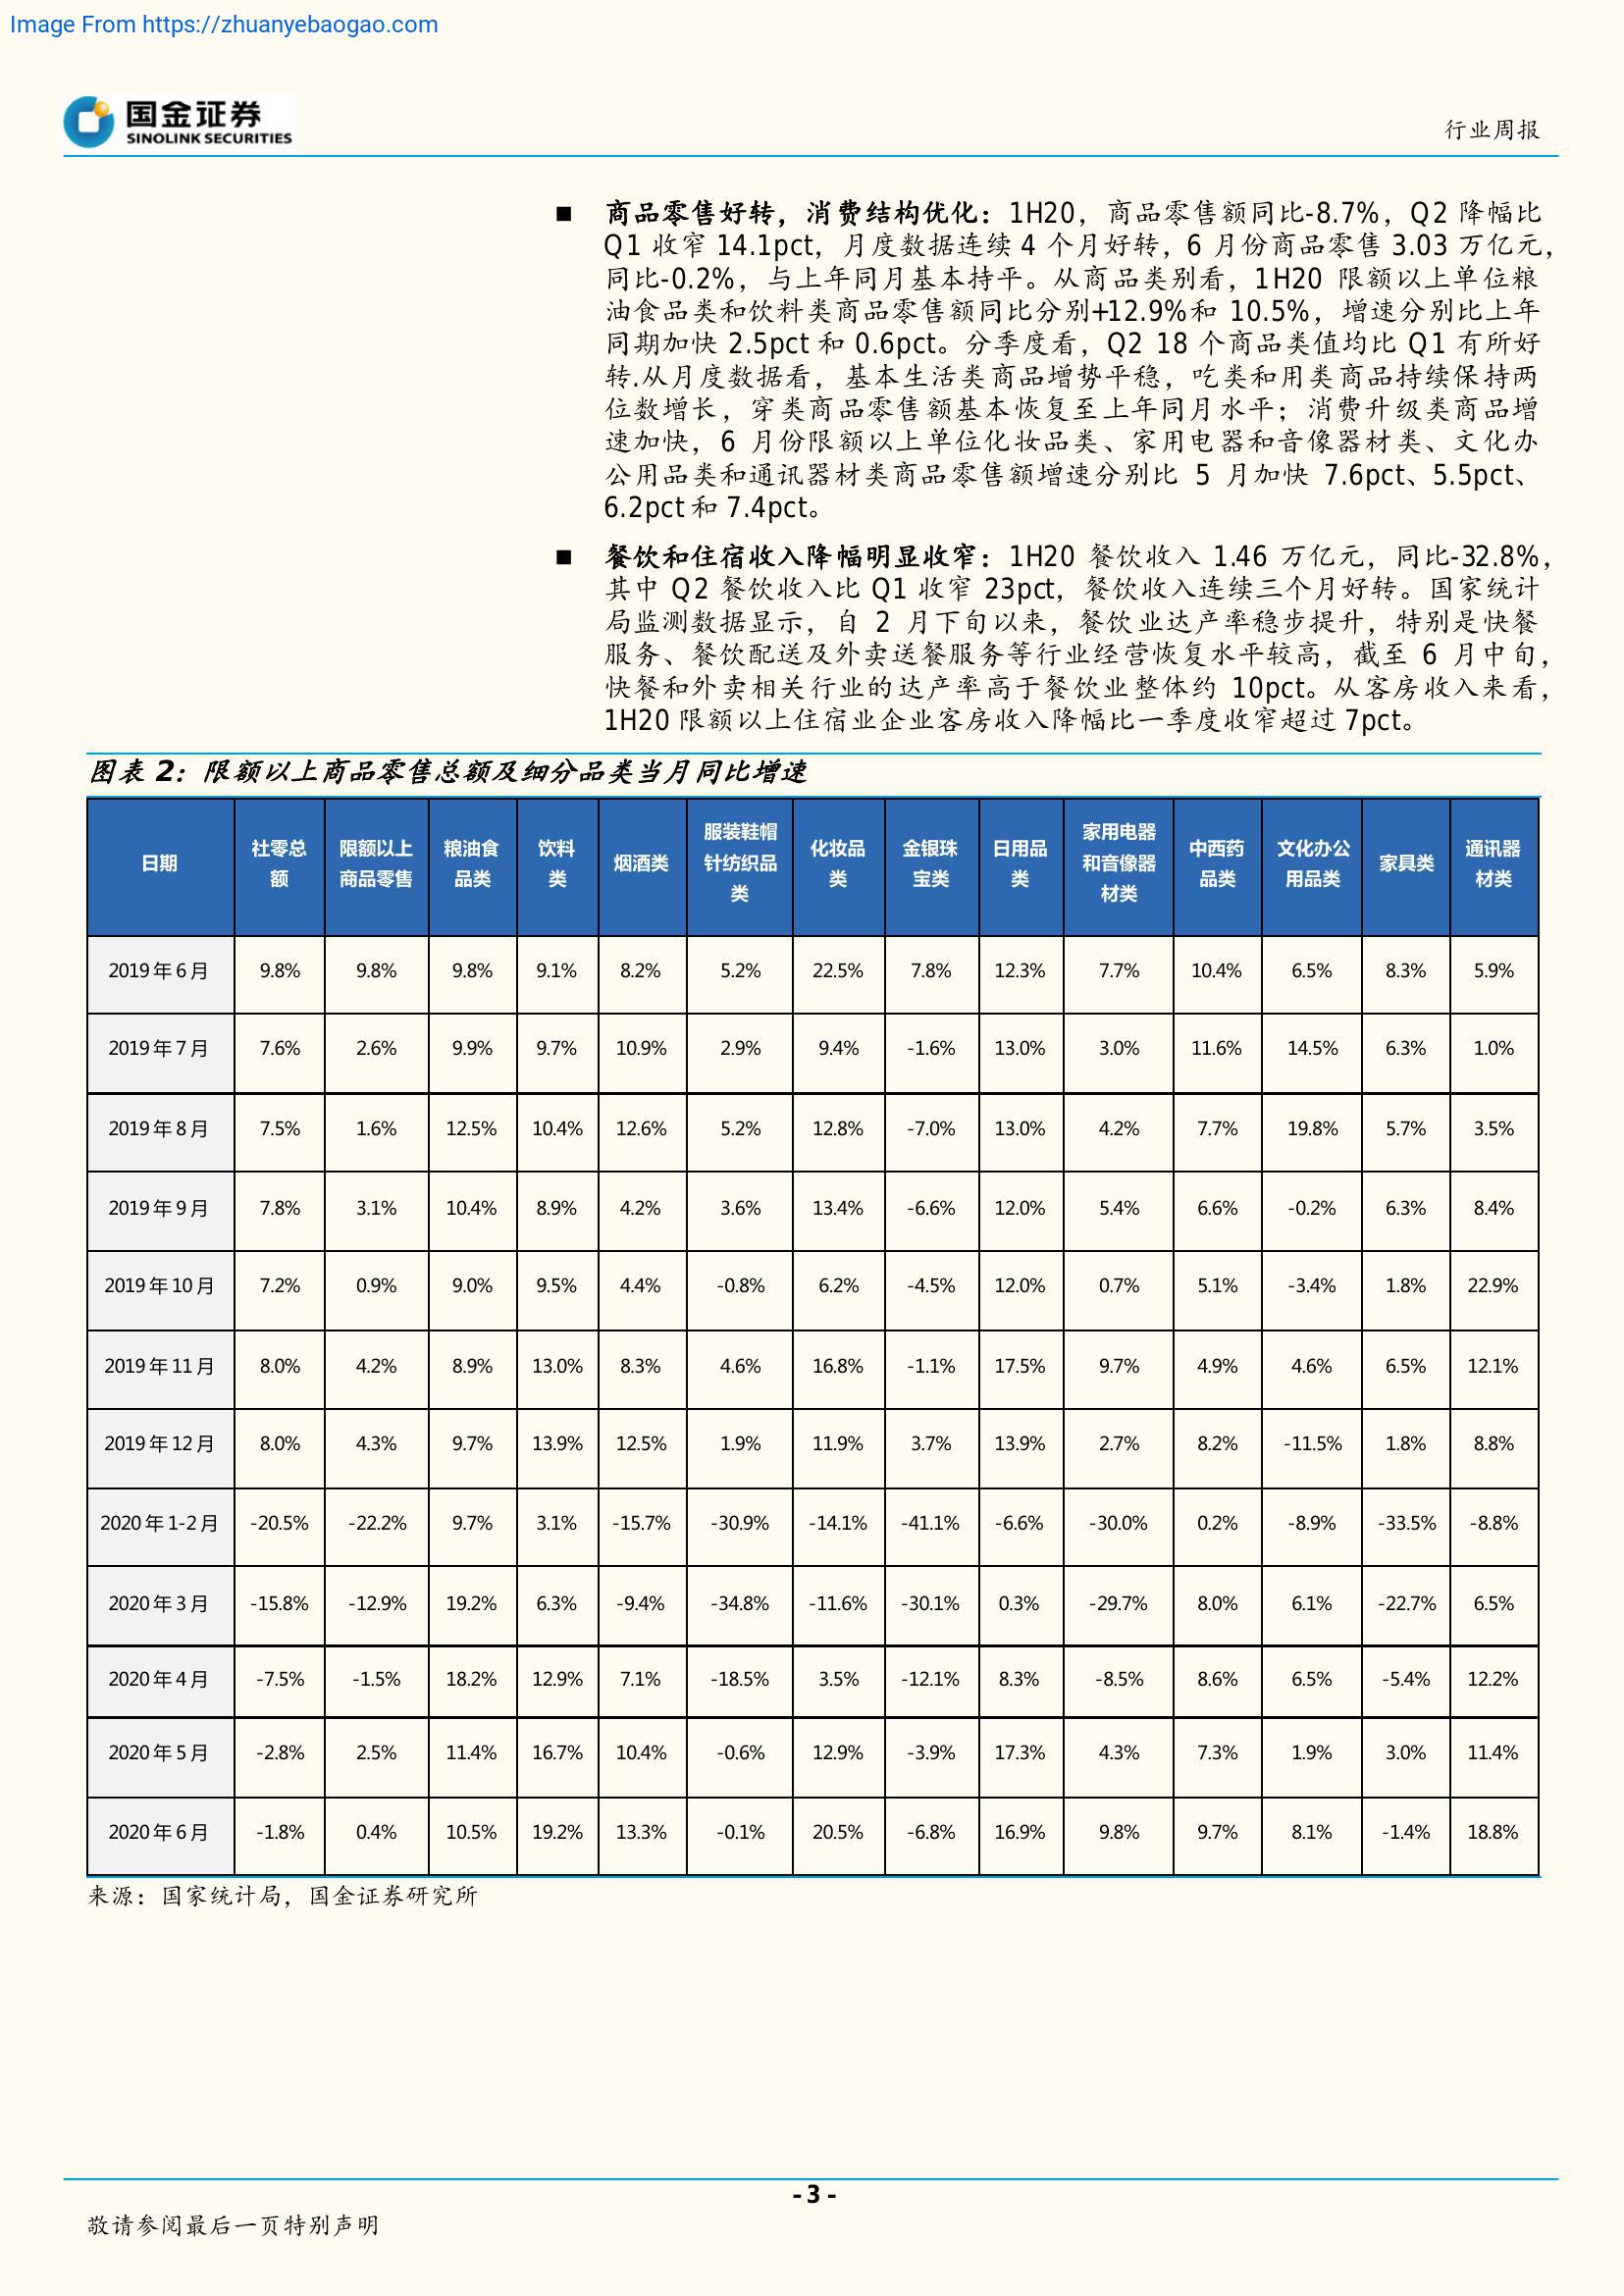 Image From https://zhuanyebaogao.com
国金证券
SINOLINK SECURITIES
行业周报
■ 商品零售好转，消费结构优化：1H20，商品零售额同比-8.7%，Q2 降幅比
Q1 收窄 14.1pct，月度数据连续 4 个月好转，6 月份商品零售 3.03 万亿元，
同比-0.2%，与上年同月基本持平。从商品类别看，1H20 限额以上单位粮
油食品类和饮料类商品零售额同比分别+12.9%和 10.5%，增速分别比上年
同期加快 2.5pct 和 0.6pct。分季度看，Q2 18 个商品类值均比 Q1 有所好
转.从月度数据看，基本生活类商品增势平稳，吃类和用类商品持续保持两
位数增长，穿类商品零售额基本恢复至上年同月水平；消费升级类商品增
速加快，6 月份限额以上单位化妆品类、家用电器和音像器材类、文化办
公用品类和通讯器材类商品零售额增速分别比 5 月加快 7.6pct、5.5pct、
6.2pct 和 7.4pct。
■ 餐饮和住宿收入降幅明显收窄：1H20 餐饮收入 1.46 万亿元，同比-32.8%，
其中 Q2 餐饮收入比 Q1 收窄 23pct，餐饮收入连续三个月好转。国家统计
局监测数据显示，自 2 月下旬以来，餐饮业达产率稳步提升，特别是快餐
服务、餐饮配送及外卖送餐服务等行业经营恢复水平较高，截至 6 月中旬，
快餐和外卖相关行业的达产率高于餐饮业整体约 10pct。从客房收入来看，
1H20 限额以上住宿业企业客房收入降幅比一季度收窄超过 7pct。
图表 2：限额以上商品零售总额及细分品类当月同比增速
日期 社零总额 限额以上商品零售 粮油食品类 饮料类 烟酒类 服装鞋帽针纺织品类 化妆品类 金银珠宝类 日用品类 家用电器和音像器材类 中西药品类 文化办公用品类 家具类 通讯器材类
2019 年 6 月 9.8% 9.8% 9.8% 9.1% 8.2% 5.2% 22.5% 7.8% 12.3% 7.7% 10.4% 6.5% 8.3% 5.9%
2019 年 7 月 7.6% 2.6% 9.9% 9.7% 10.9% 2.9% 9.4% -1.6% 13.0% 3.0% 11.6% 14.5% 6.3% 1.0%
2019 年 8 月 7.5% 1.6% 12.5% 10.4% 12.6% 5.2% 12.8% -7.0% 13.0% 4.2% 7.7% 19.8% 5.7% 3.5%
2019 年 9 月 7.8% 3.1% 10.4% 8.9% 4.2% 3.6% 13.4% -6.6% 12.0% 5.4% 6.6% -0.2% 6.3% 8.4%
2019 年 10 月 7.2% 0.9% 9.0% 9.5% 4.4% -0.8% 6.2% -4.5% 12.0% 0.7% 5.1% -3.4% 1.8% 22.9%
2019 年 11 月 8.0% 4.2% 8.9% 13.0% 8.3% 4.6% 16.8% -1.1% 17.5% 9.7% 4.9% 4.6% 6.5% 12.1%
2019 年 12 月 8.0% 4.3% 9.7% 13.9% 12.5% 1.9% 11.9% 3.7% 13.9% 2.7% 8.2% -11.5% 1.8% 8.8%
2020 年 1-2 月 -20.5% -22.2% 9.7% 3.1% -15.7% -30.9% -14.1% -41.1% -6.6% -30.0% 0.2% -8.9% -33.5% -8.8%
2020 年 3 月 -15.8% -12.9% 19.2% 6.3% -9.4% -34.8% -11.6% -30.1% 0.3% -29.7% 8.0% 6.1% -22.7% 6.5%
2020 年 4 月 -7.5% -1.5% 18.2% 12.9% 7.1% -18.5% 3.5% -12.1% 8.3% -8.5% 8.6% 6.5% -5.4% 12.2%
2020 年 5 月 -2.8% 2.5% 11.4% 16.7% 10.4% -0.6% 12.9% -3.9% 17.3% 4.3% 7.3% 1.9% 3.0% 11.4%
2020 年 6 月 -1.8% 0.4% 10.5% 19.2% 13.3% -0.1% 20.5% -6.8% 16.9% 9.8% 9.7% 8.1% -1.4% 18.8%
来源：国家统计局，国金证券研究所
- 3 -
敬请参阅最后一页特别声明